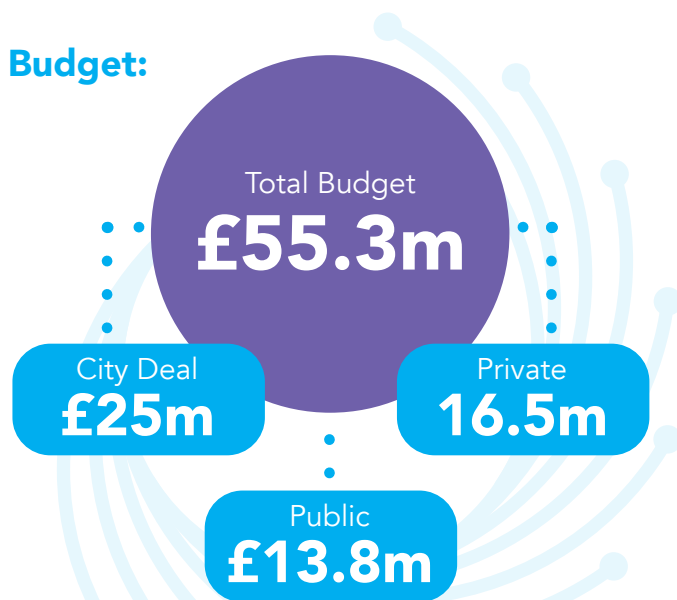 Budget:
Total Budget
£55.3m
City Deal
£25m
Private
16.5m
Public
£13.8m